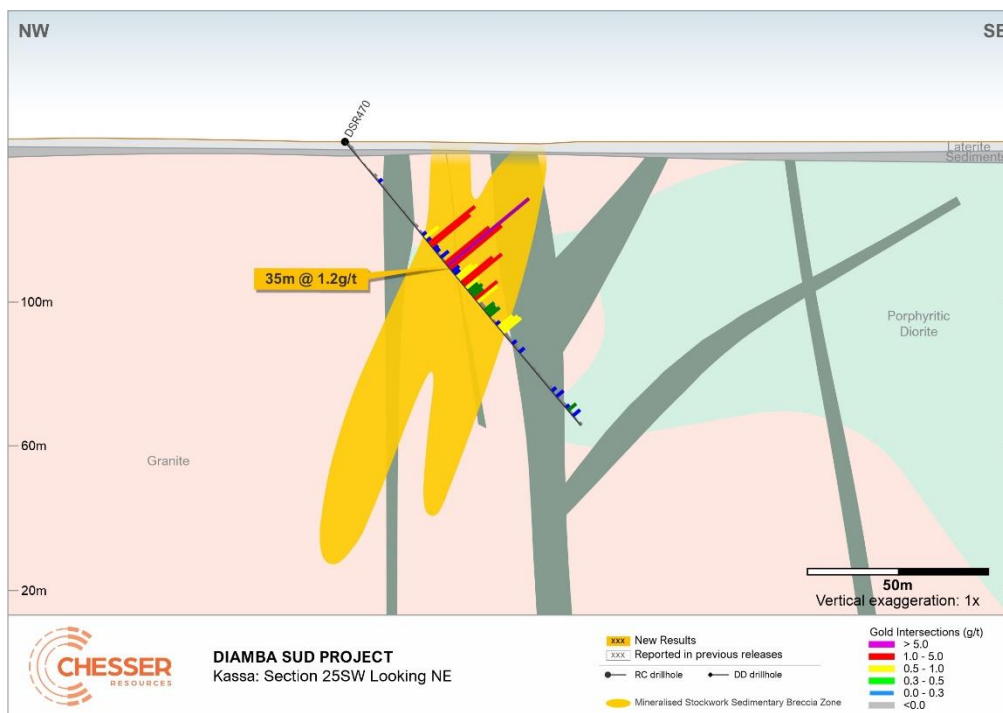 NW
SE
DSR470
Laterite
Sediments
35m @ 1.2g/t
100m
Porphyritic
Diorite
60m
Granite
20m
50m
Vertical exaggeration: 1x
CHESSER
RESOURCES
DIAMBA SUD PROJECT
Kassa: Section 25SW Looking NE
xxx New Results
xxx Reported in previous releases
RC drillhole
DD drillhole
Mineralised Stockwork Sedimentary Breccia Zone
Gold Intersections (g/t)
> 5.0
1.0 - 5.0
0.5 - 1.0
0.3 - 0.5
0.0 - 0.3
<0.0